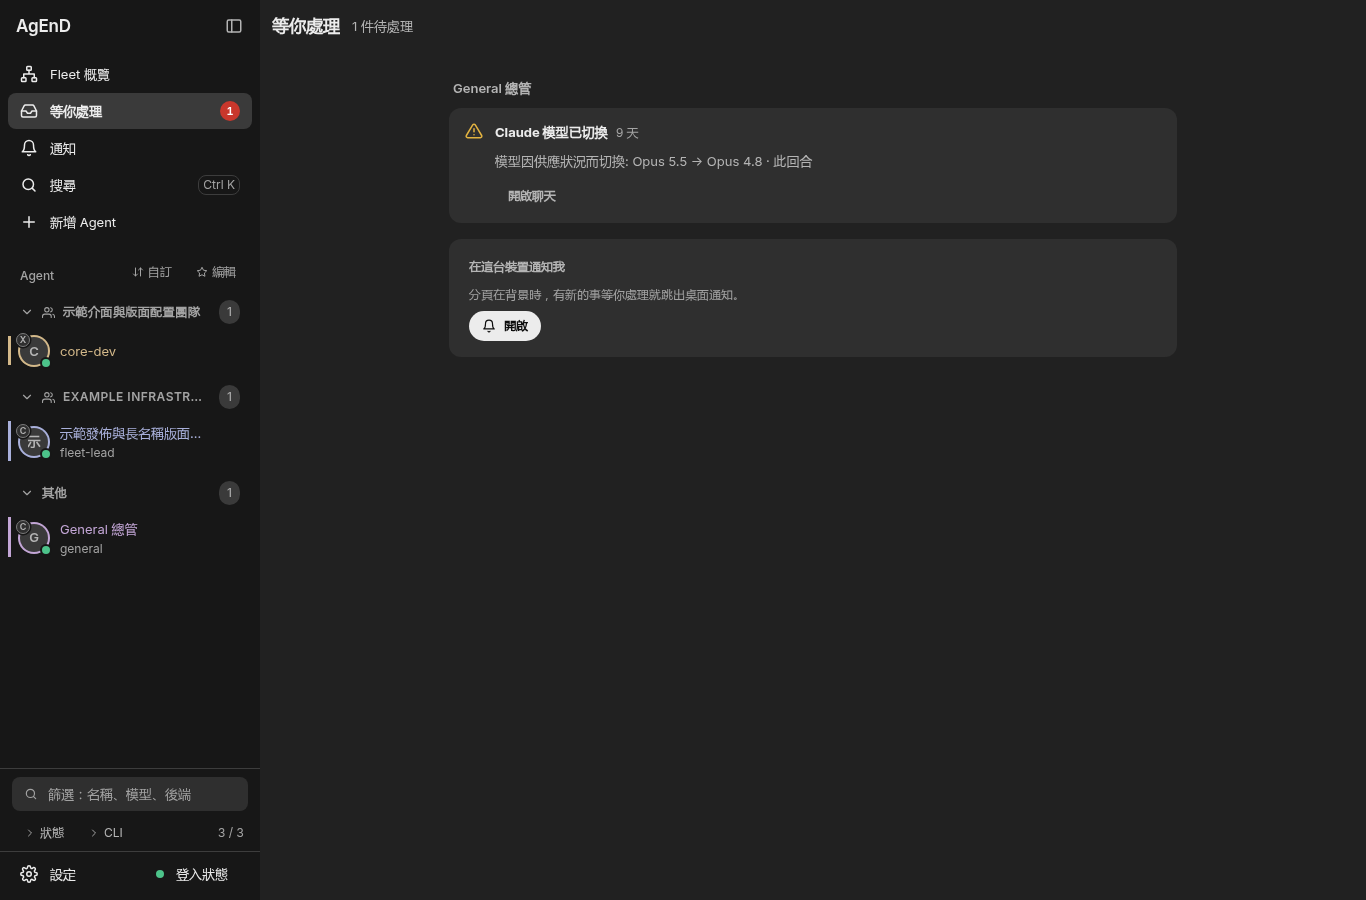 AgEnD
Fleet 概覽
等你處理 1
通知
搜尋 Ctrl K
新增 Agent
Agent 自訂 編輯
示範介面與版面配置團隊 1
X
C
core-dev
EXAMPLE INFRASTR... 1
C
示
示範發佈與長名稱版面...
fleet-lead
其他 1
C
G
General 總管
general
篩選：名稱、模型、後端
狀態 CLI 3 / 3
設定 登入狀態
等你處理 1 件待處理
General 總管
Claude 模型已切換 9 天
模型因供應狀況而切換: Opus 5.5 → Opus 4.8 · 此回合
開啟聊天
在這台裝置通知我
分頁在背景時，有新的事等你處理就跳出桌面通知。
開啟